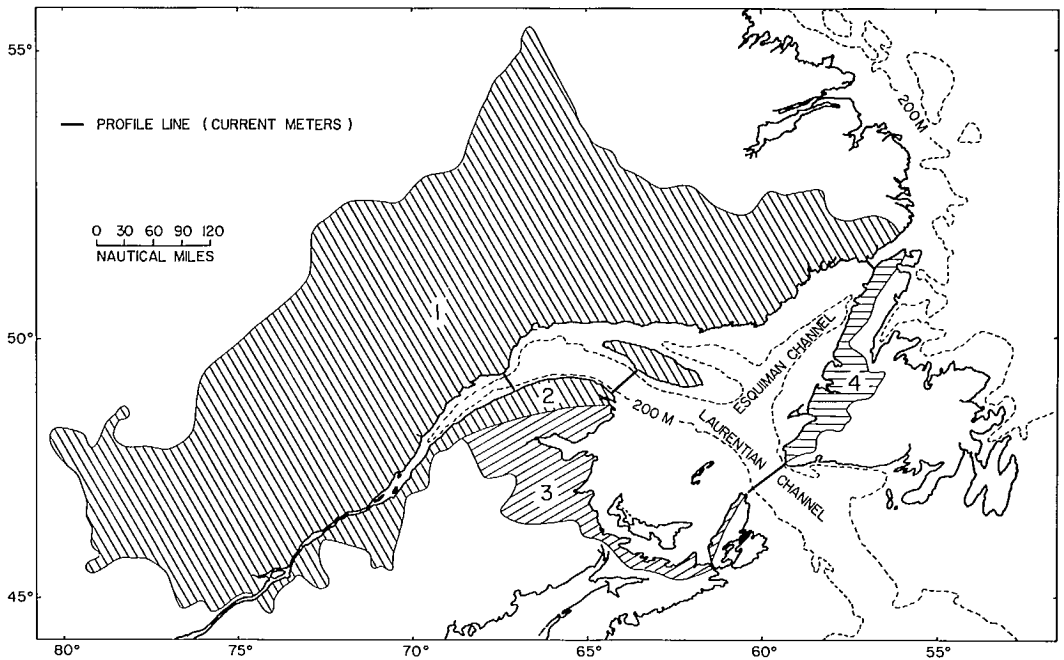 55°
200 M
PROFILE LINE (CURRENT METERS)
0 30 60 90 120
NAUTICAL MILES
1
50°
ESQUIMAN CHANNEL
4
2
200 M
LAURENTIAN
CHANNEL
3
45°
80° 75° 70° 65° 60° 55°